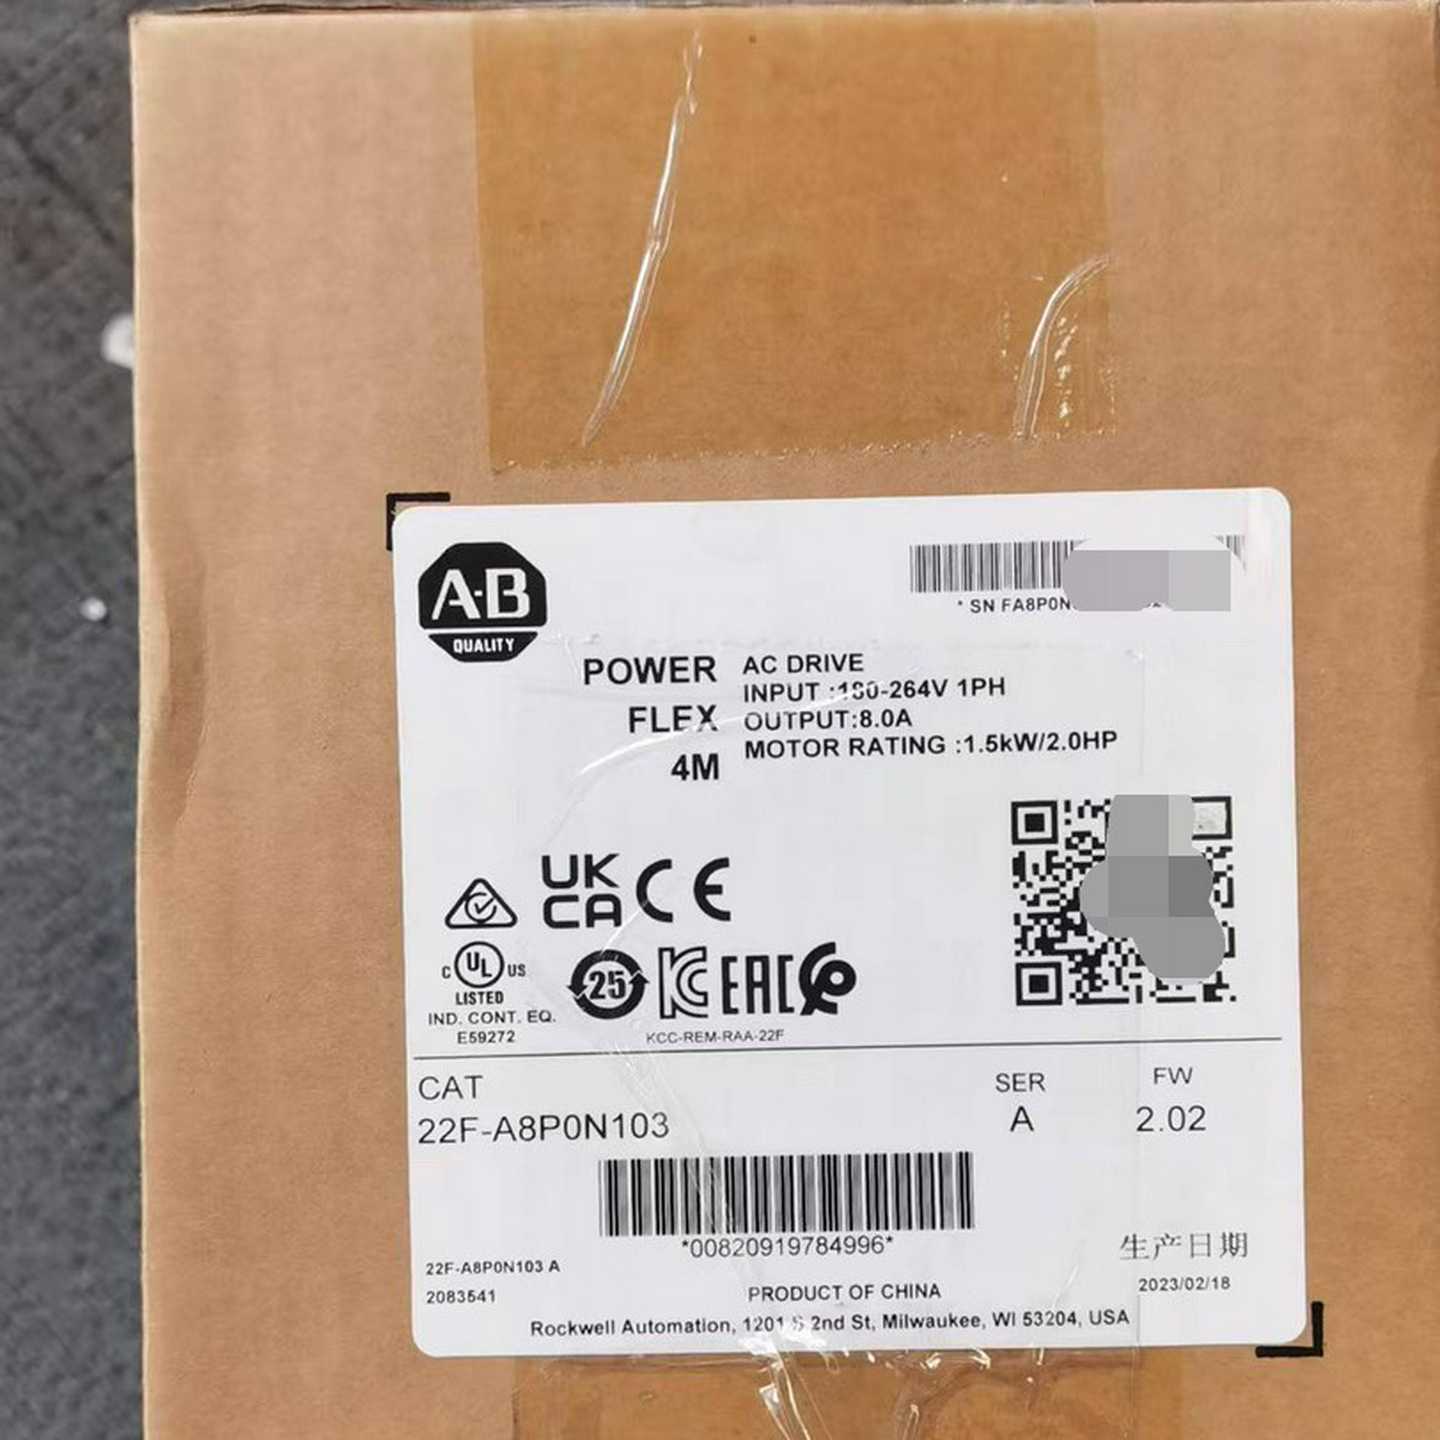 A-B
QUALITY
* SN FA8P0N
POWER
FLEX
4M
AC DRIVE
INPUT :180-264V 1PH
OUTPUT:8.0A
MOTOR RATING :1.5kW/2.0HP
UK
CA CE
C UL US
LISTED
IND. CONT. EQ.
E59272
25
KC EAC
KCC-REM-RAA-22F
CAT
22F-A8P0N103
SER
A
FW
2.02
*00820919784996*
22F-A8P0N103 A
2083541
生产日期
2023/02/18
PRODUCT OF CHINA
Rockwell Automation, 1201 S 2nd St, Milwaukee, WI 53204, USA